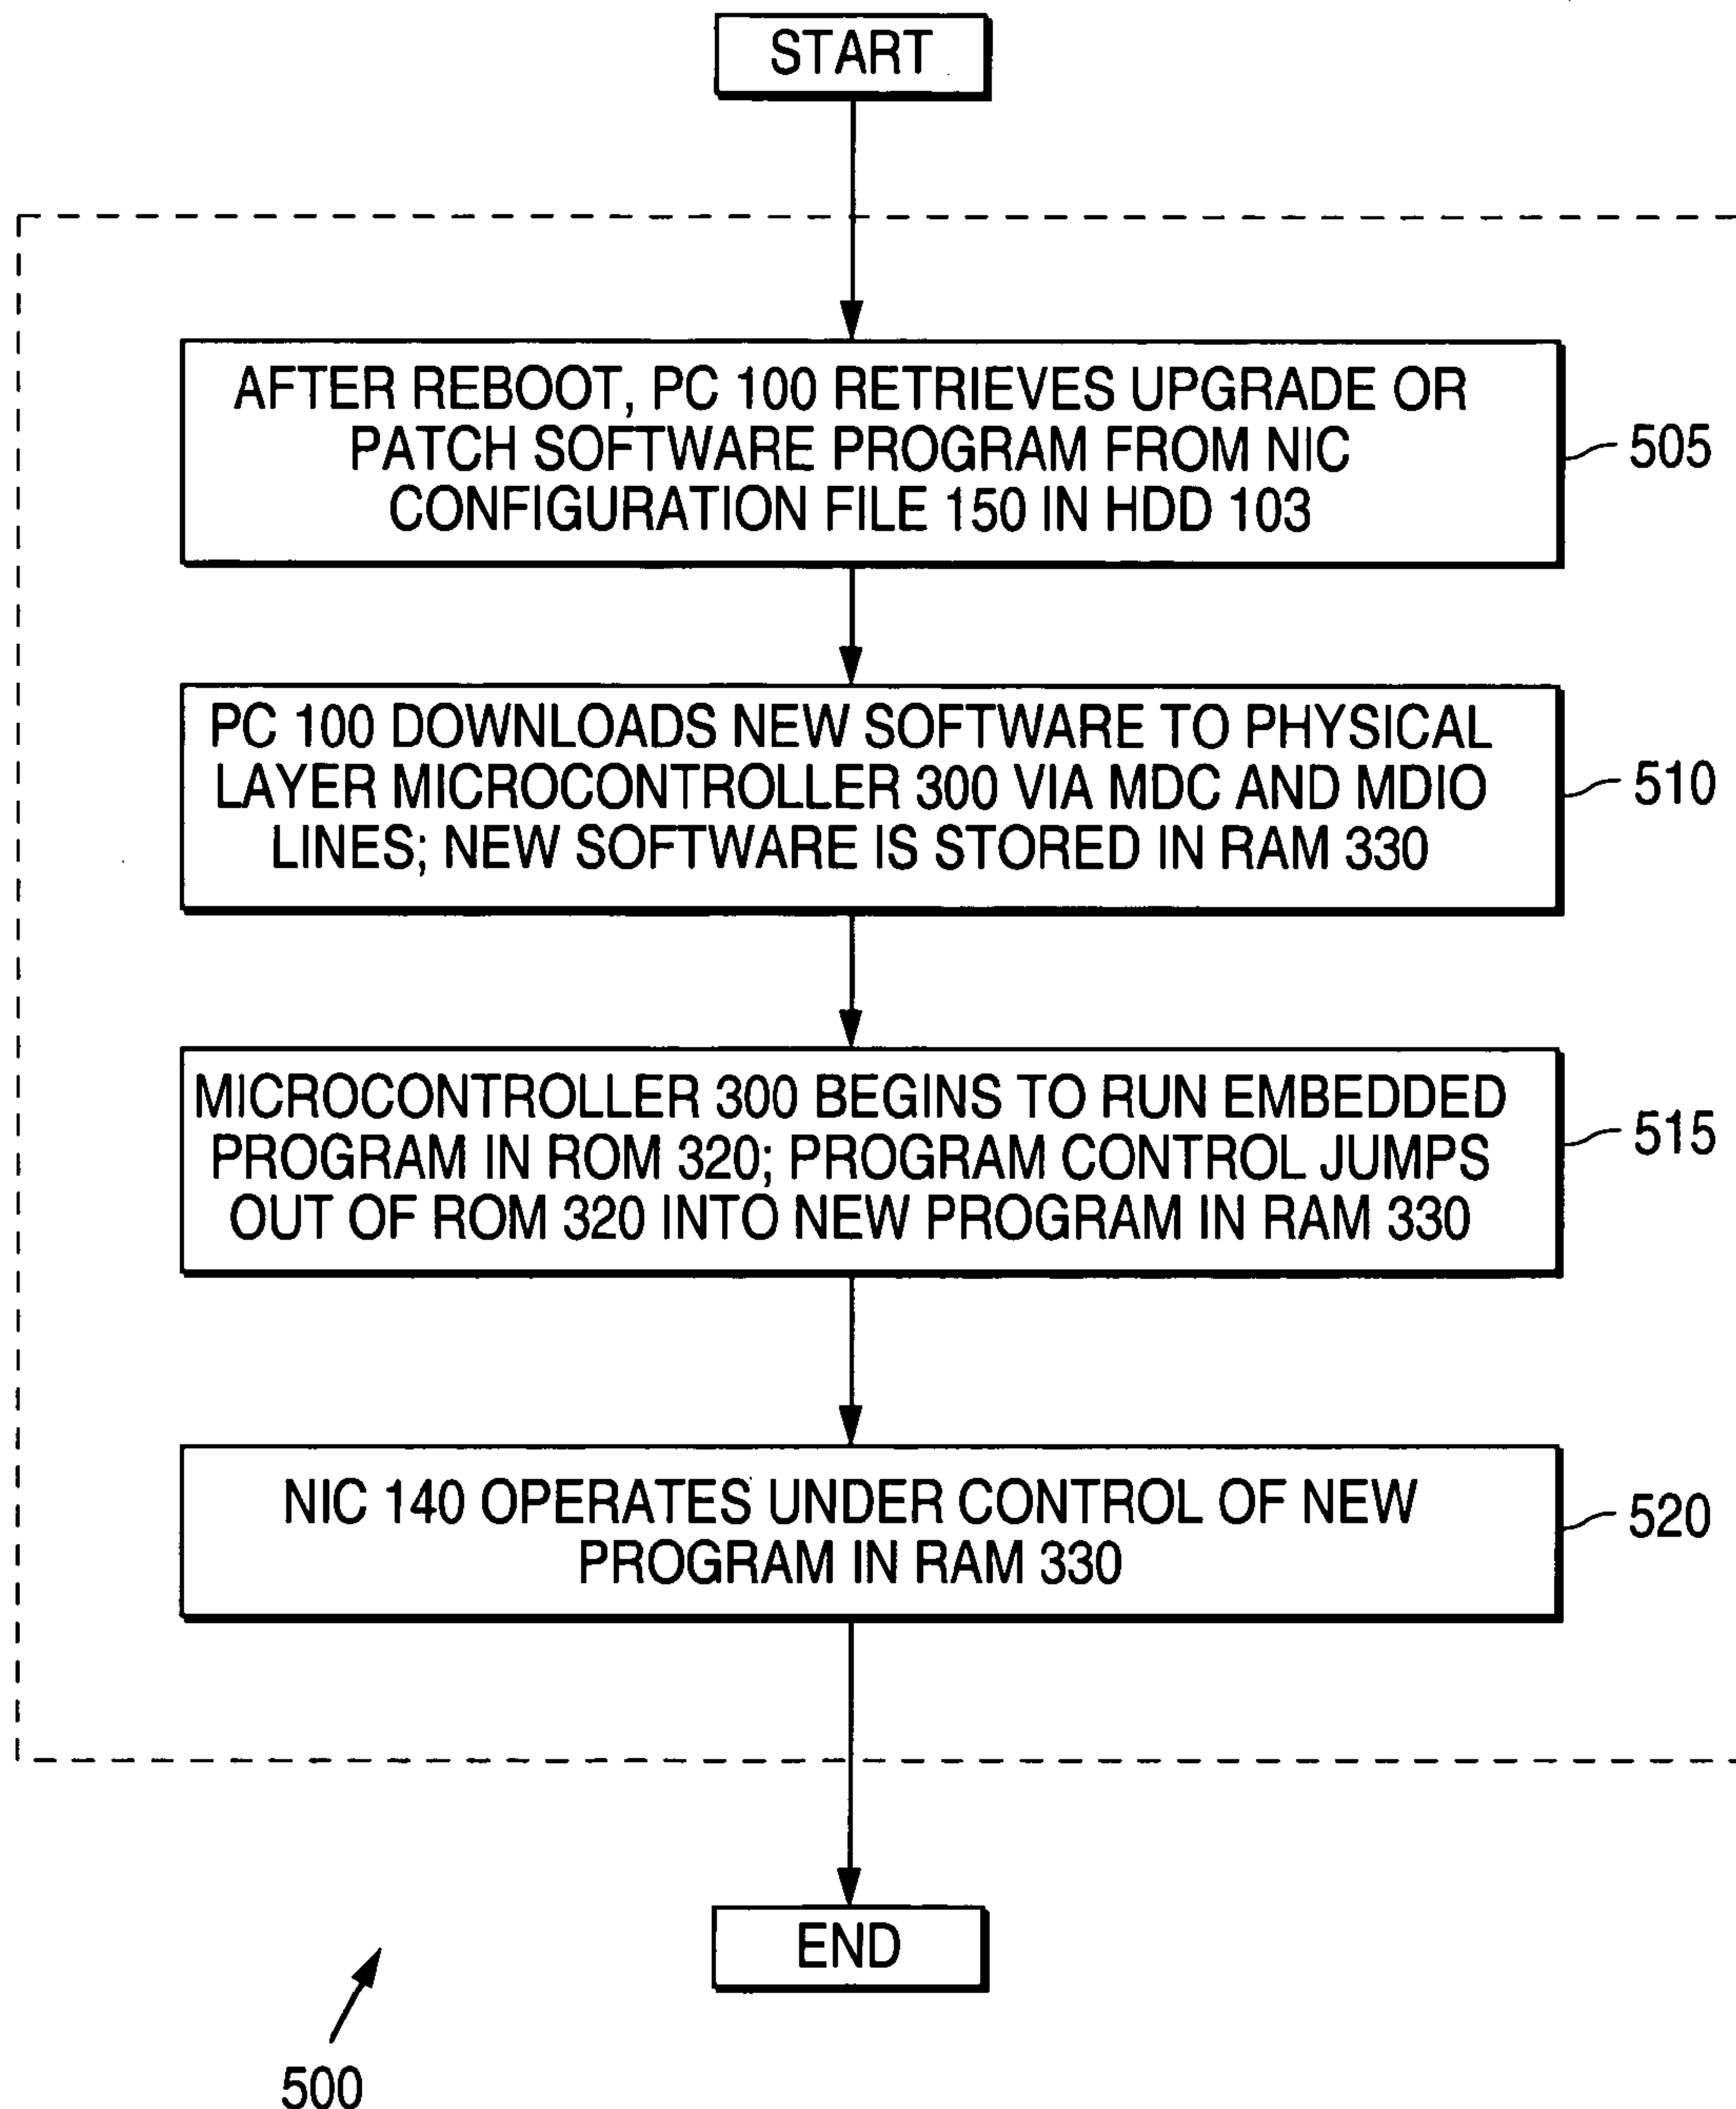 START
AFTER REBOOT, PC 100 RETRIEVES UPGRADE OR
PATCH SOFTWARE PROGRAM FROM NIC
CONFIGURATION FILE 150 IN HDD 103
505
PC 100 DOWNLOADS NEW SOFTWARE TO PHYSICAL
LAYER MICROCONTROLLER 300 VIA MDC AND MDIO
LINES; NEW SOFTWARE IS STORED IN RAM 330
510
MICROCONTROLLER 300 BEGINS TO RUN EMBEDDED
PROGRAM IN ROM 320; PROGRAM CONTROL JUMPS
OUT OF ROM 320 INTO NEW PROGRAM IN RAM 330
515
NIC 140 OPERATES UNDER CONTROL OF NEW
PROGRAM IN RAM 330
520
END
500